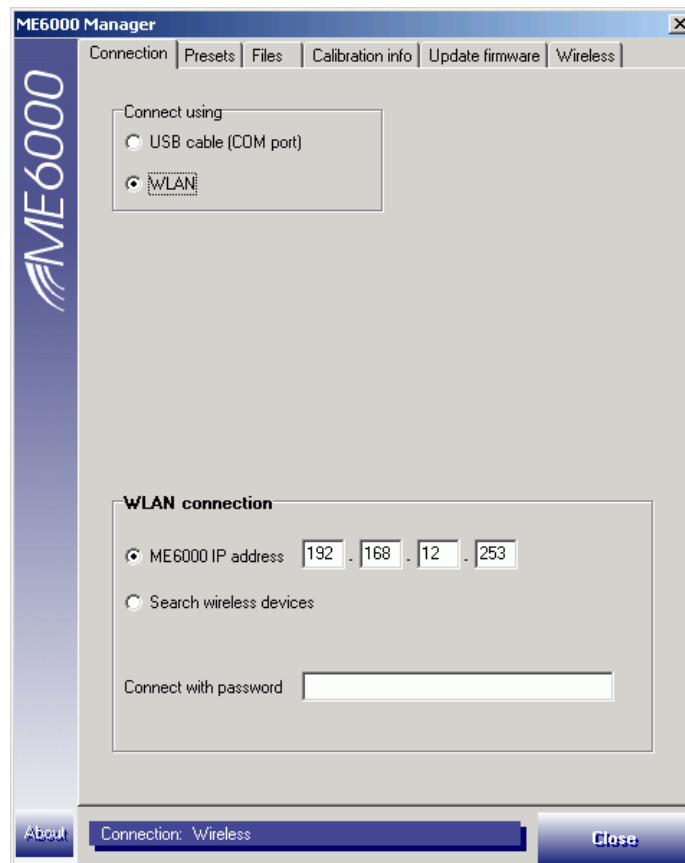 ME6000 Manager
Connection Presets Files Calibration info Update firmware Wireless
ME6000
Connect using
USB cable (COM port)
WLAN
WLAN connection
ME6000 IP address 192 . 168 . 12 . 253
Search wireless devices
Connect with password
About Connection: Wireless Close